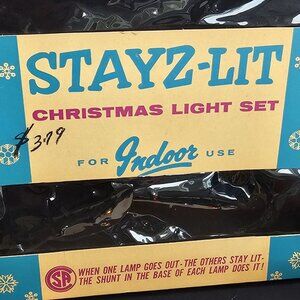 STAYZ-LIT
CHRISTMAS LIGHT SET
$3.79
FOR Indoor USE
SA WHEN ONE LAMP GOES OUT-THE OTHERS STAY LIT-
THE SHUNT IN THE BASE OF EACH LAMP DOES IT!